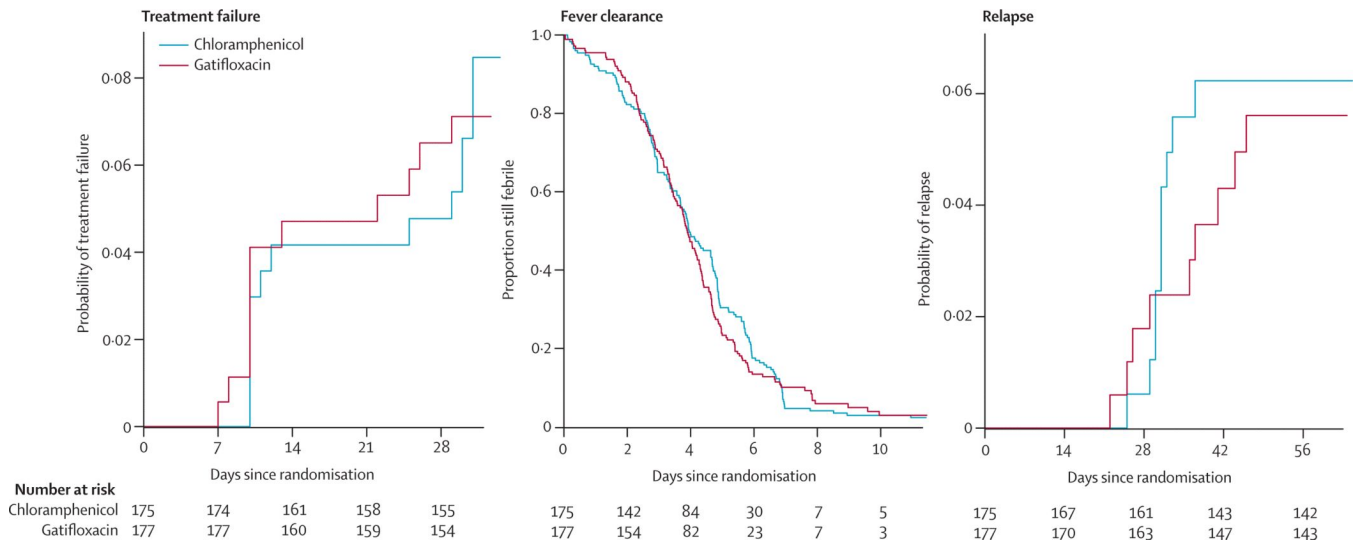 Treatment failure
Chloramphenicol
Gatifloxacin
Probability of treatment failure
0·08
0·06
0·04
0·02
0
0 7 14 21 28
Days since randomisation
Fever clearance
Proportion still febrile
1·0
0·8
0·6
0·4
0·2
0
0 2 4 6 8 10
Days since randomisation
Relapse
Probability of relapse
0·06
0·04
0·02
0
0 14 28 42 56
Days since randomisation
Number at risk
Chloramphenicol 175 174 161 158 155 175 142 84 30 7 5 175 167 161 143 142
Gatifloxacin 177 177 160 159 154 177 154 82 23 7 3 177 170 163 147 143